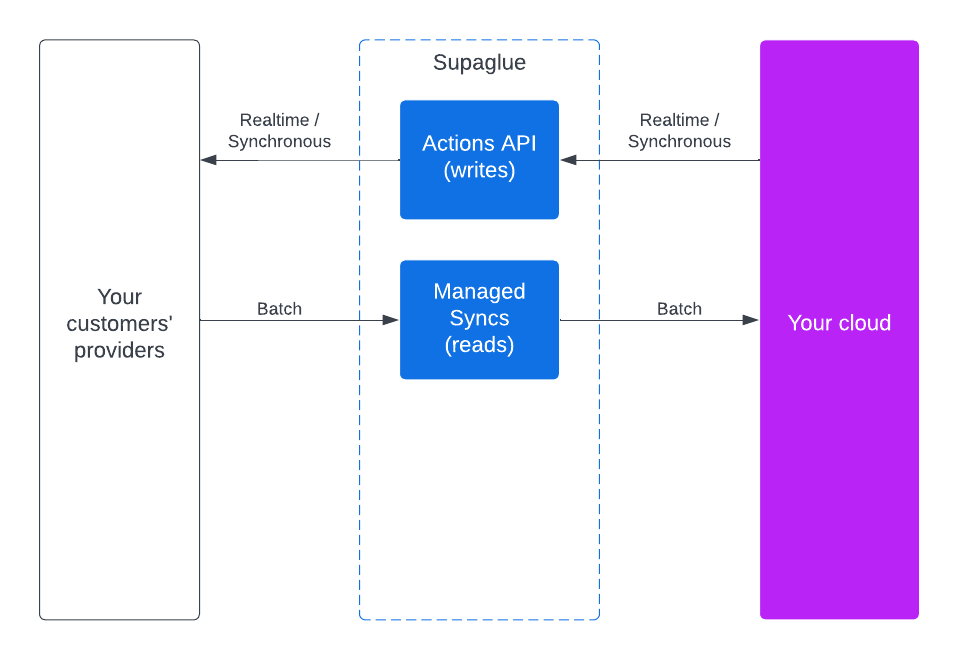 Supaglue
Realtime /
Synchronous
Actions API
(writes)
Realtime /
Synchronous
Your
customers'
providers
Batch
Managed
Syncs
(reads)
Batch
Your cloud